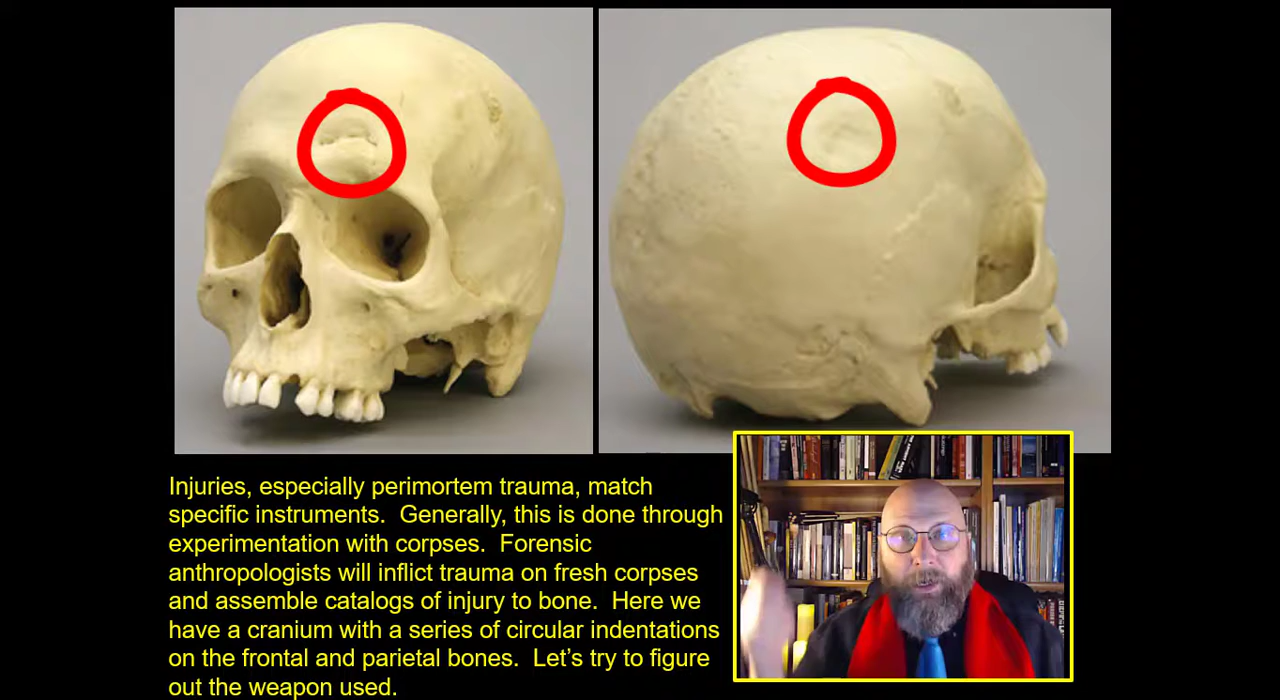 Injuries, especially perimortem trauma, match
specific instruments.  Generally, this is done through
experimentation with corpses.  Forensic
anthropologists will inflict trauma on fresh corpses
and assemble catalogs of injury to bone.  Here we
have a cranium with a series of circular indentations
on the frontal and parietal bones.  Let's try to figure
out the weapon used.